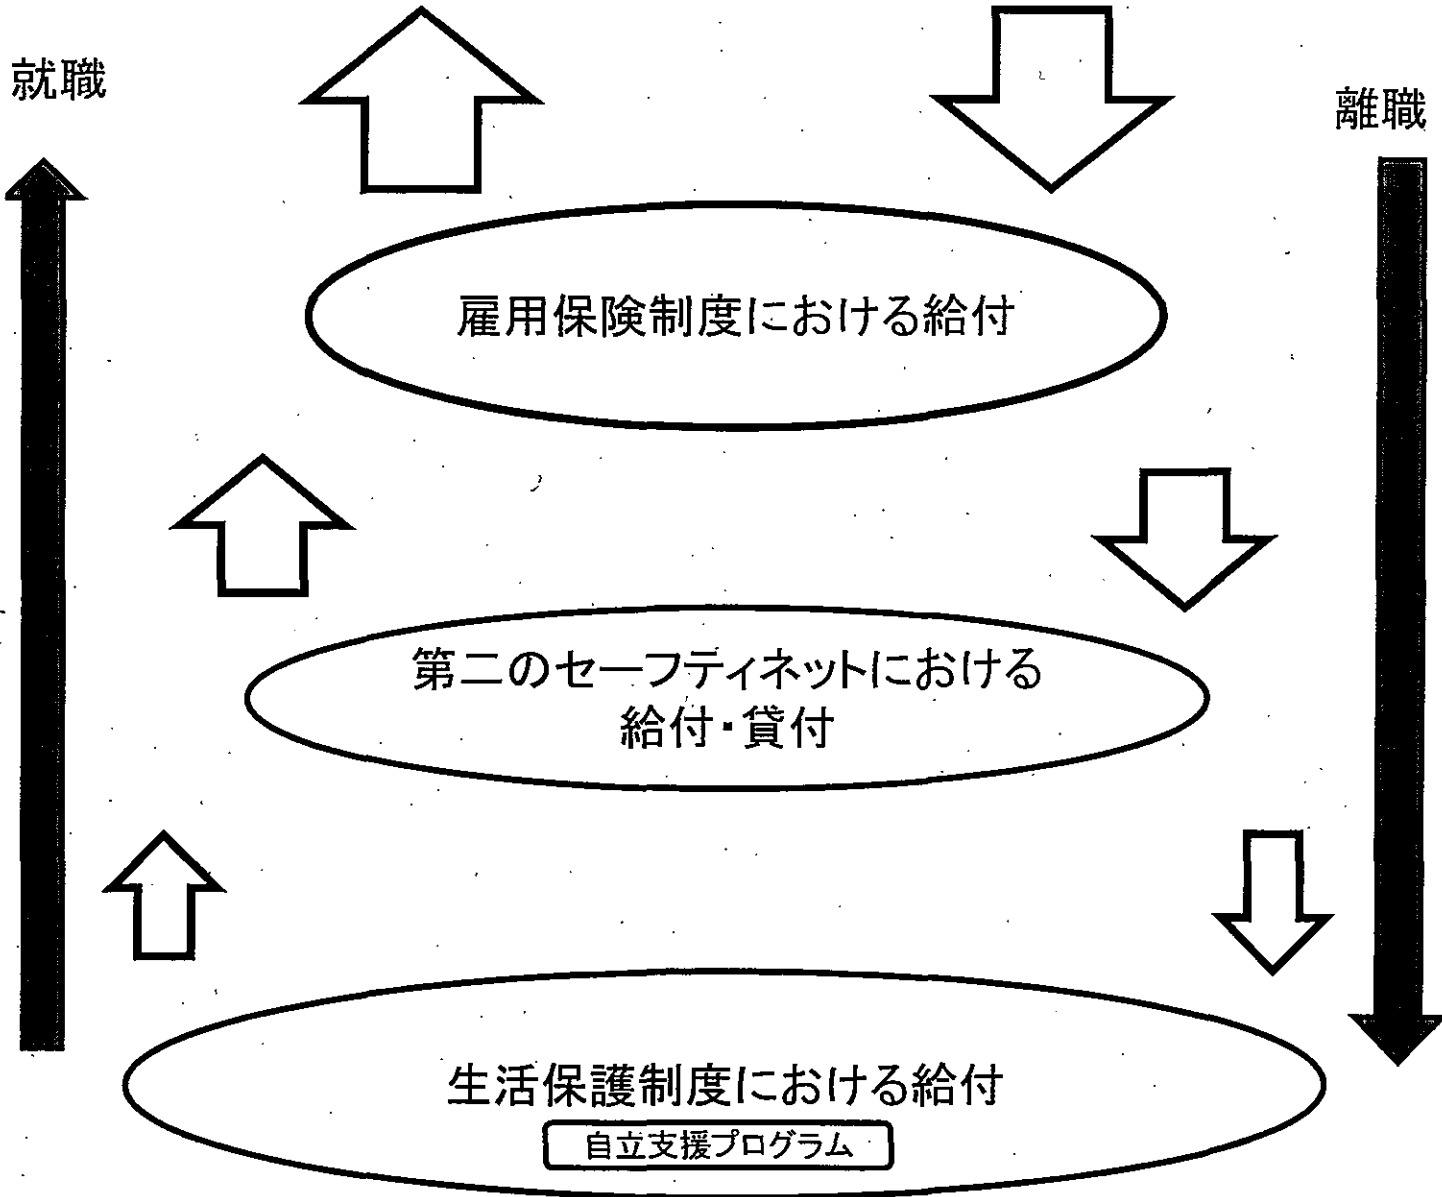 就職
離職
雇用保険制度における給付
第二のセーフティネットにおける
給付・貸付
生活保護制度における給付
自立支援プログラム